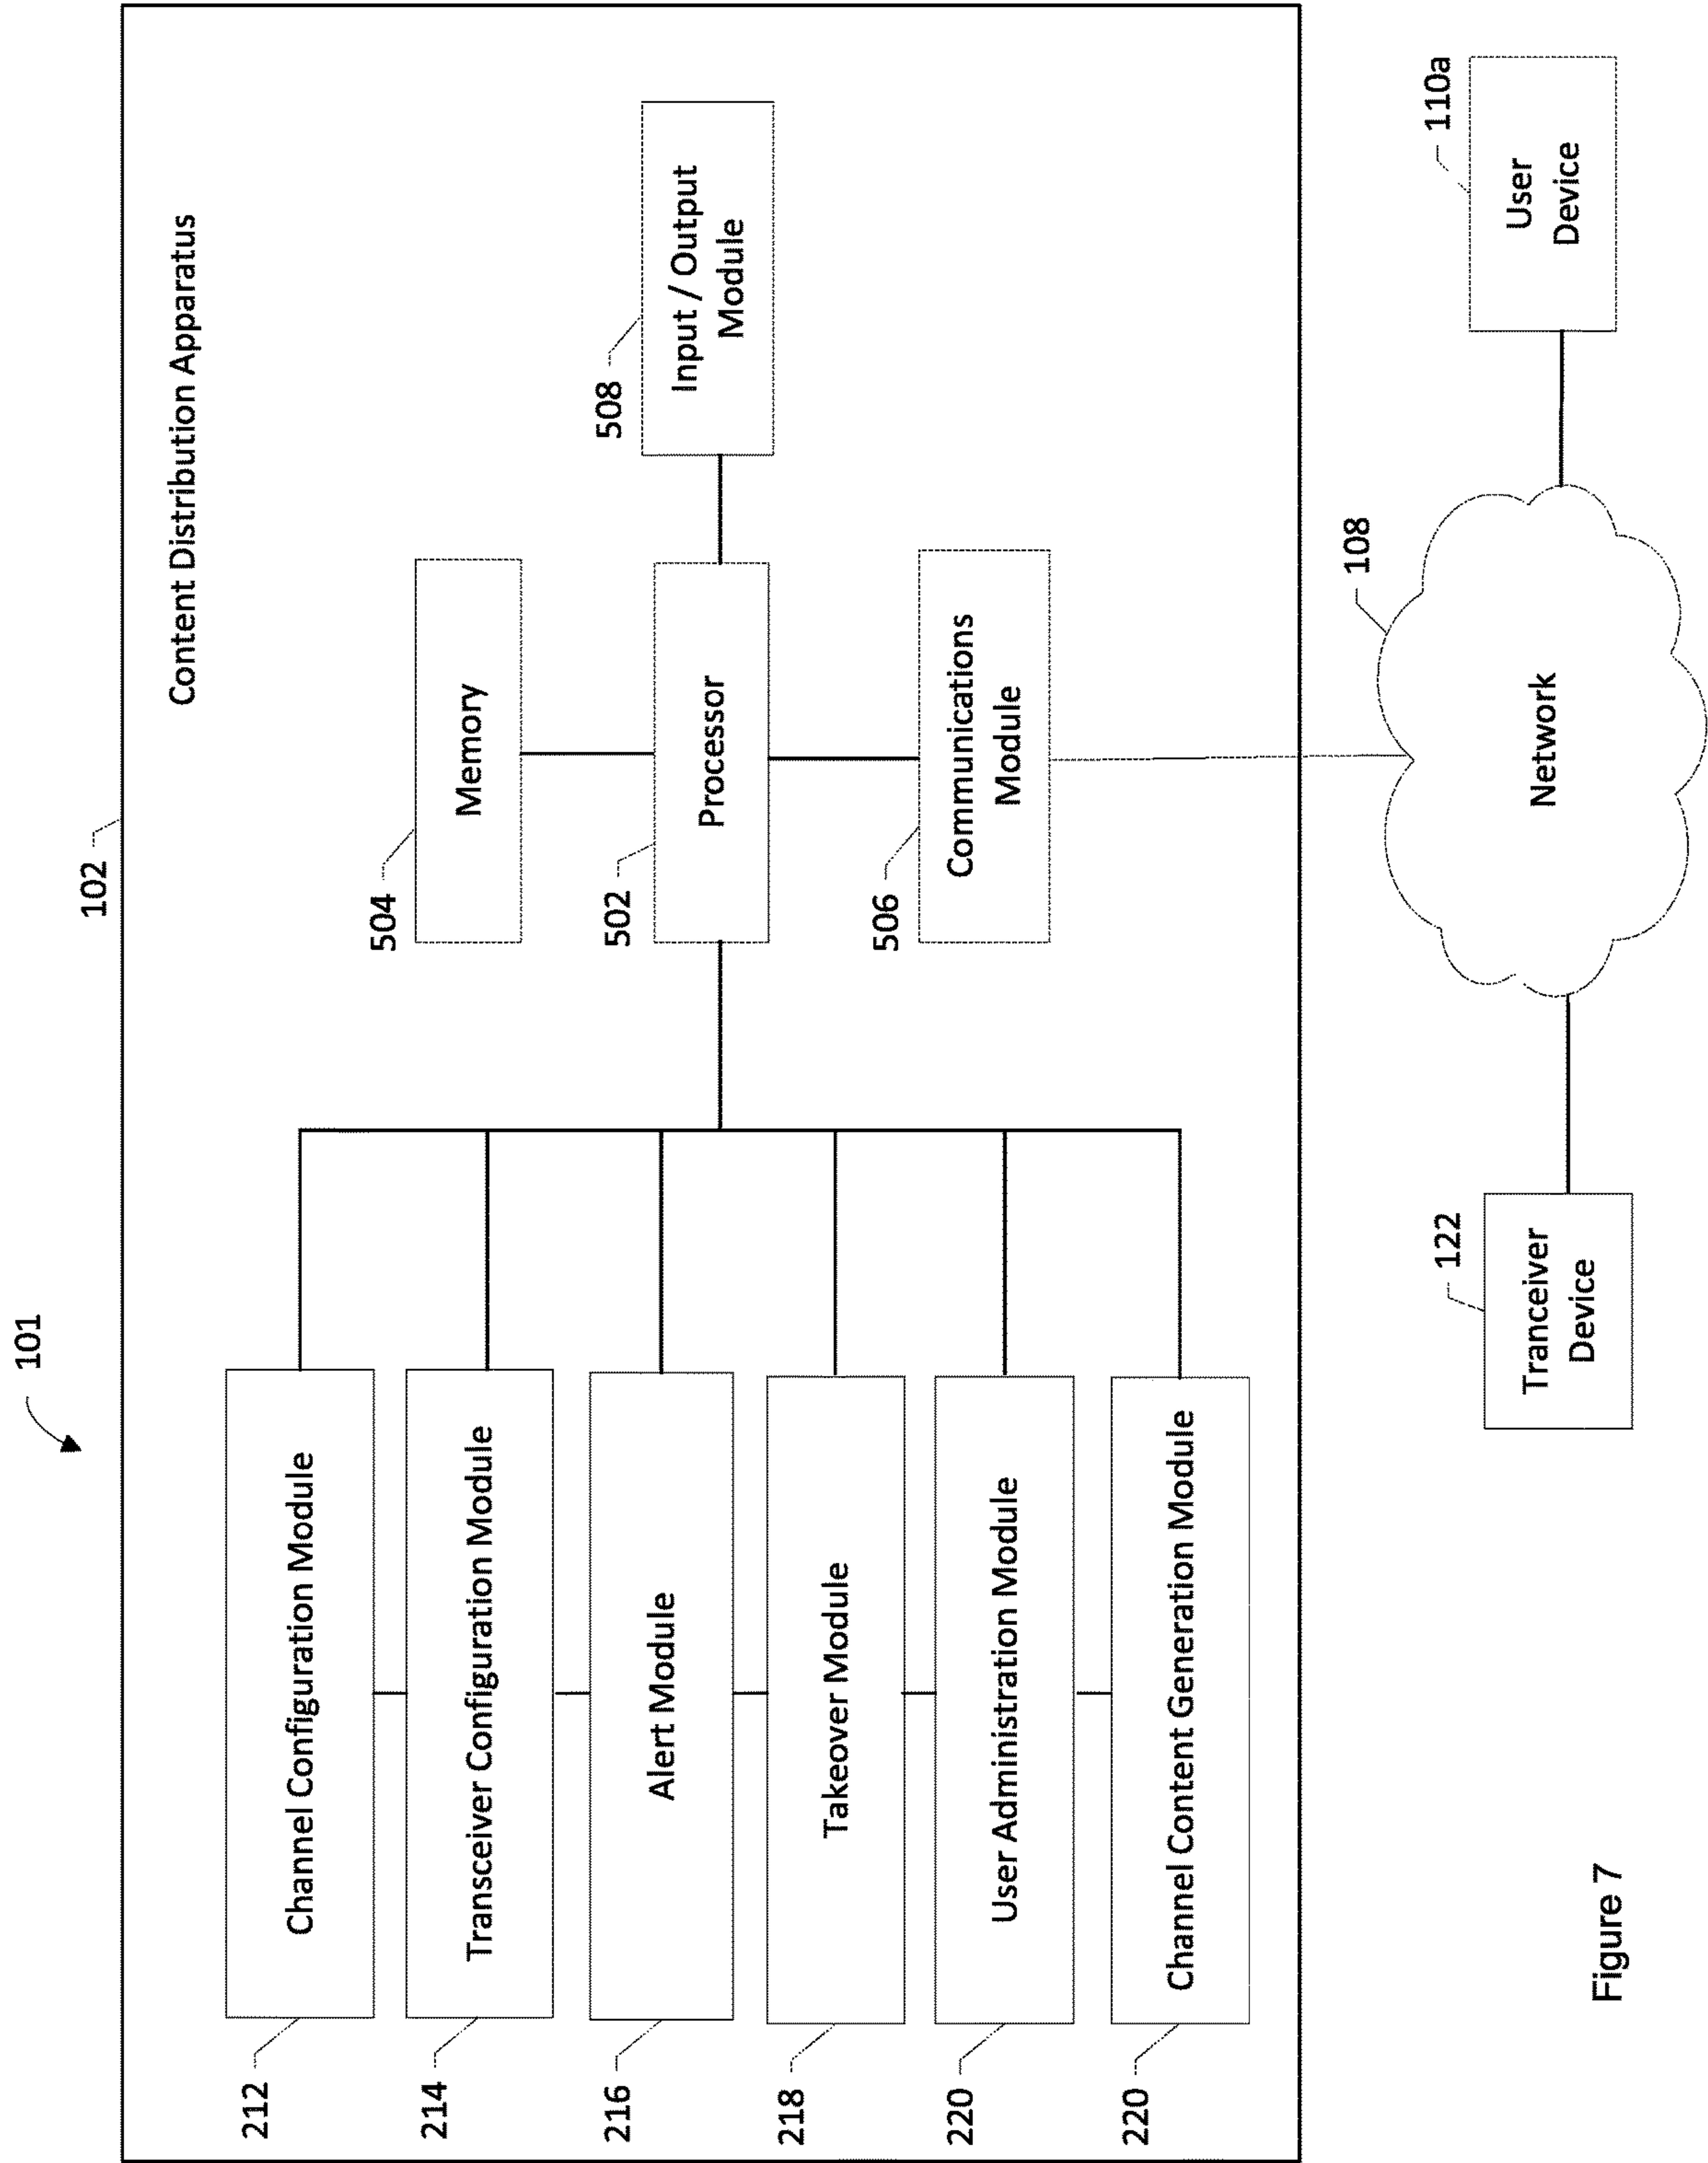 101
102
Content Distribution Apparatus
212
Channel Configuration Module
214
Transceiver Configuration Module
216
Alert Module
218
Takeover Module
220
User Administration Module
220
Channel Content Generation Module
504
Memory
502
Processor
506
Communications
Module
508
Input / Output
Module
122
Tranceiver
Device
108
Network
110a
User
Device
Figure 7